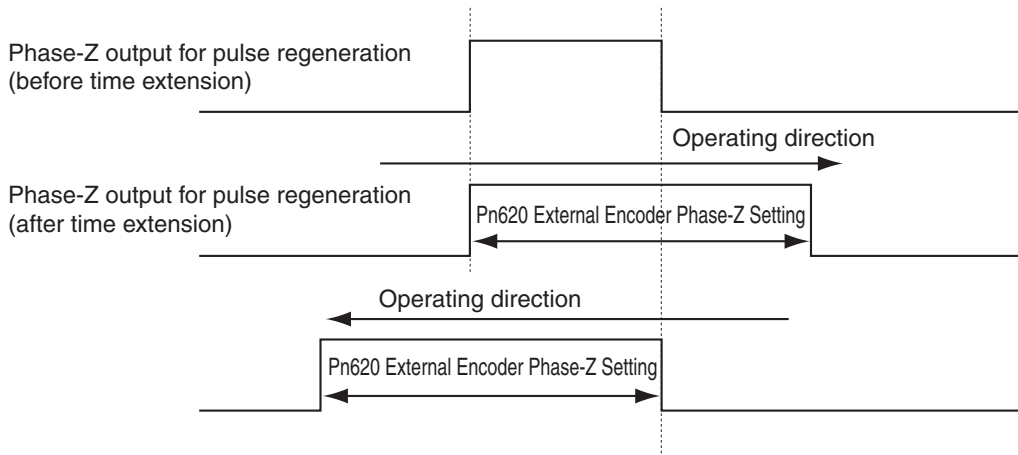 Phase-Z output for pulse regeneration
(before time extension)
Operating direction
Phase-Z output for pulse regeneration
(after time extension)
Pn620 External Encoder Phase-Z Setting
Operating direction
Pn620 External Encoder Phase-Z Setting